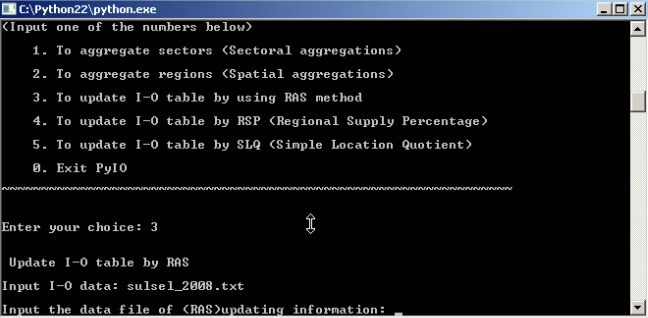 C:\Python22\python.exe
(Input one of the numbers below)
1. To aggregate sectors (Sectoral aggregations)
2. To aggregate regions (Spatial aggregations)
3. To update I-O table by using RAS method
4. To update I-O table by RSP (Regional Supply Percentage)
5. To update I-O table by SLQ (Simple Location Quotient)
0. Exit PyIO
~~~~~~~~~~~~~~~~~~~~~~~~~~~~~~~~~~~~~~~~~~~~~~~~~~~~~~~~~~~~~~~~~~~~~~~~~
Enter your choice: 3
Update I-O table by RAS
Input I-O data: sulsel_2008.txt
Input the data file of (RAS)updating information: _